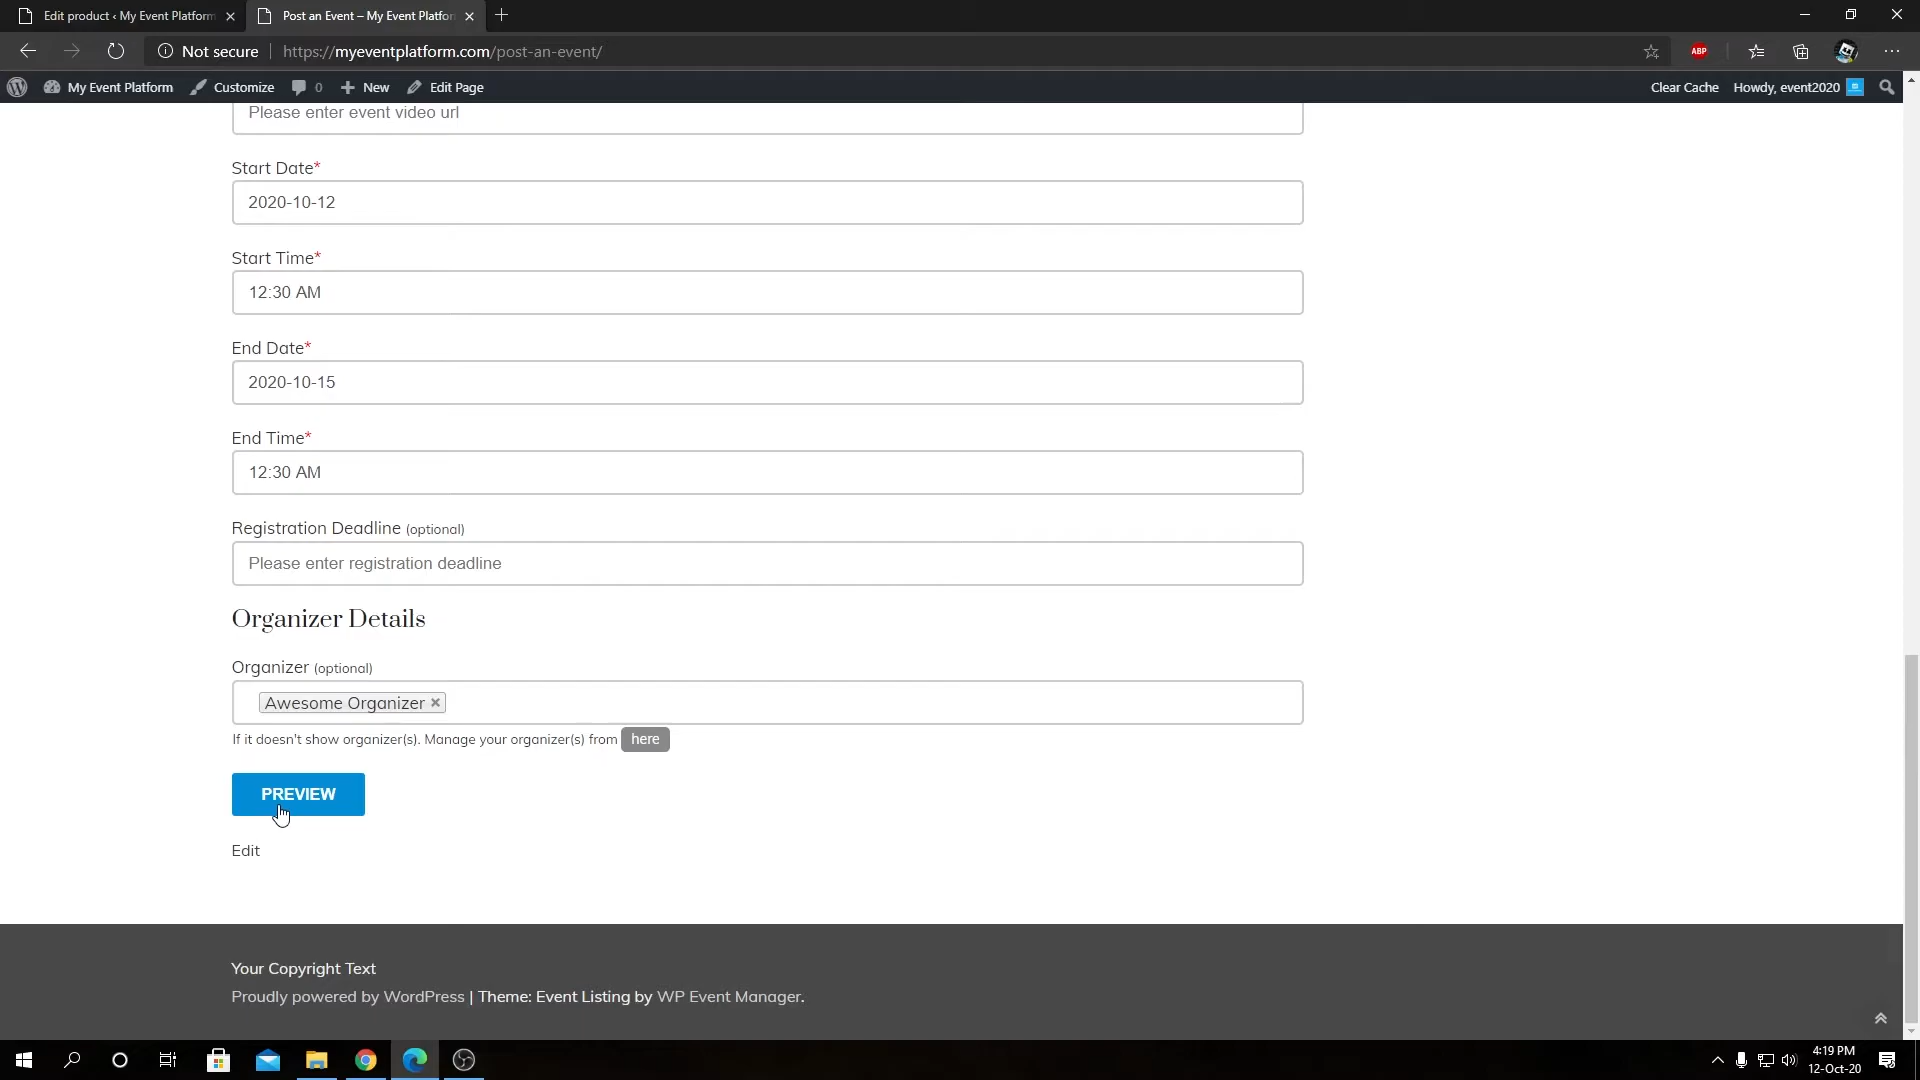 Edit product ‹ My Event Platform
Post an Event – My Event Platfor
Not secure
https://myeventplatform.com/post-an-event/
ABP
My Event Platform
Customize
0
New
Edit Page
Clear Cache
Howdy, event2020
Please enter event video url
Start Date*
2020-10-12
Start Time*
12:30 AM
End Date*
2020-10-15
End Time*
12:30 AM
Registration Deadline (optional)
Please enter registration deadline
Organizer Details
Organizer (optional)
Awesome Organizer ×
If it doesn't show organizer(s). Manage your organizer(s) from here
PREVIEW
Edit
Your Copyright Text
Proudly powered by WordPress | Theme: Event Listing by WP Event Manager.
4:19 PM
12-Oct-20